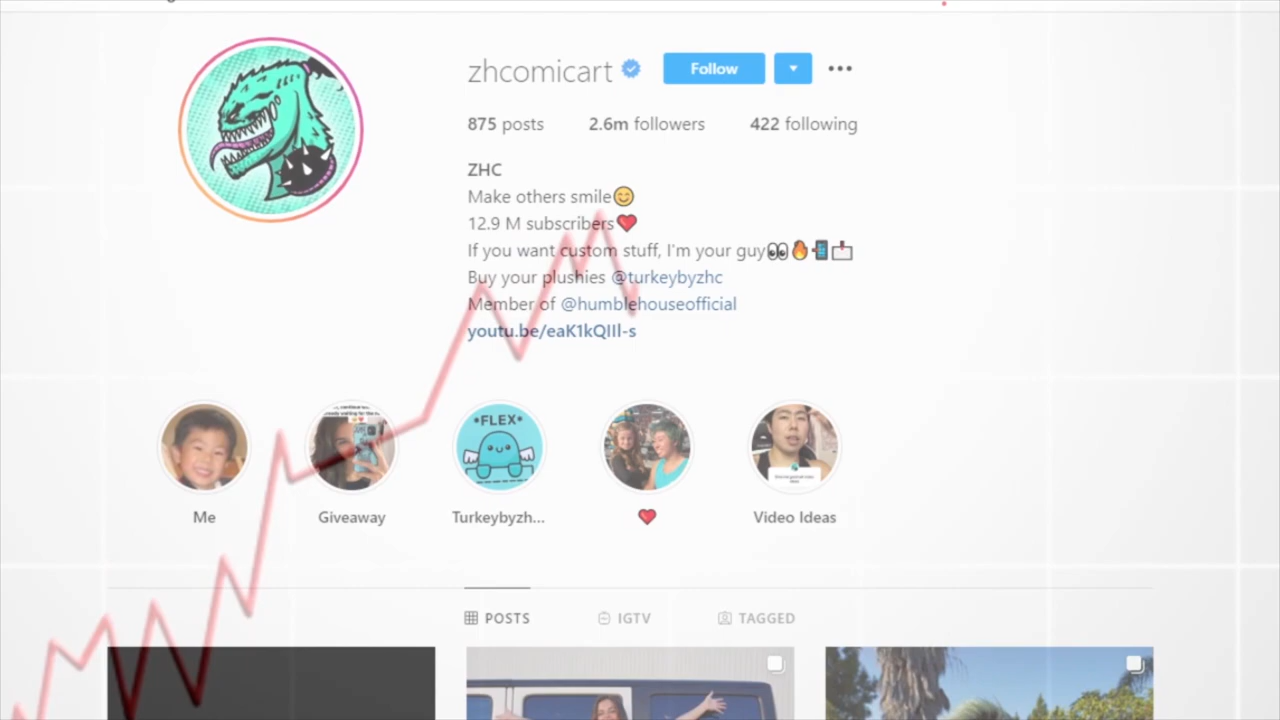 zhcomicart Follow
875 posts 2.6m followers 422 following
ZHC
Make others smile😊
12.9 M subscribers❤️
If you want custom stuff, I'm your guy👀🔥📲📩
Buy your plushies @turkeybyzhc
Member of @humblehouseofficial
youtu.be/eaK1kQIIl-s
*FLEX*
Me Giveaway Turkeybyzh... ❤️ Video Ideas
POSTS IGTV TAGGED